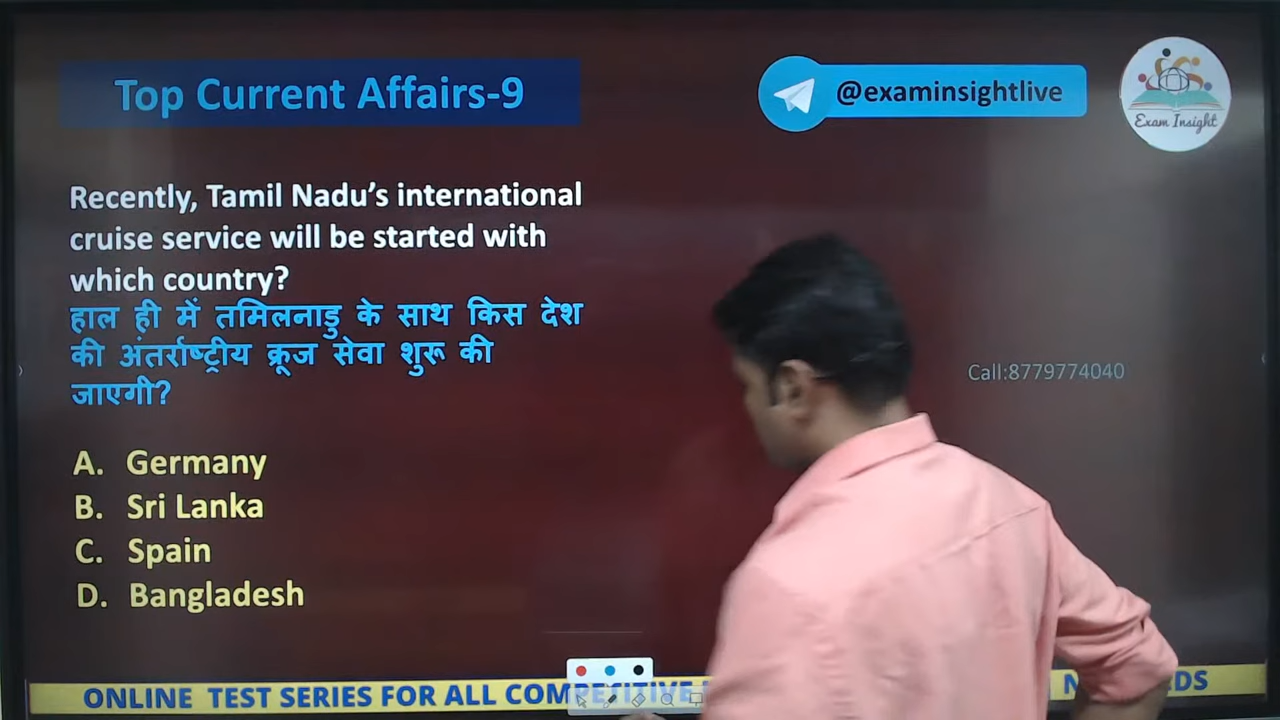 Top Current Affairs-9
@examinsightlive
Exam Insight
Recently, Tamil Nadu's international
cruise service will be started with
which country?
हाल ही में तमिलनाडु के साथ किस देश
की अंतर्राष्ट्रीय क्रूज सेवा शुरू की
जाएगी?
Call:8779774040
A. Germany
B. Sri Lanka
C. Spain
D. Bangladesh
ONLINE TEST SERIES FOR ALL COMPETITIVE